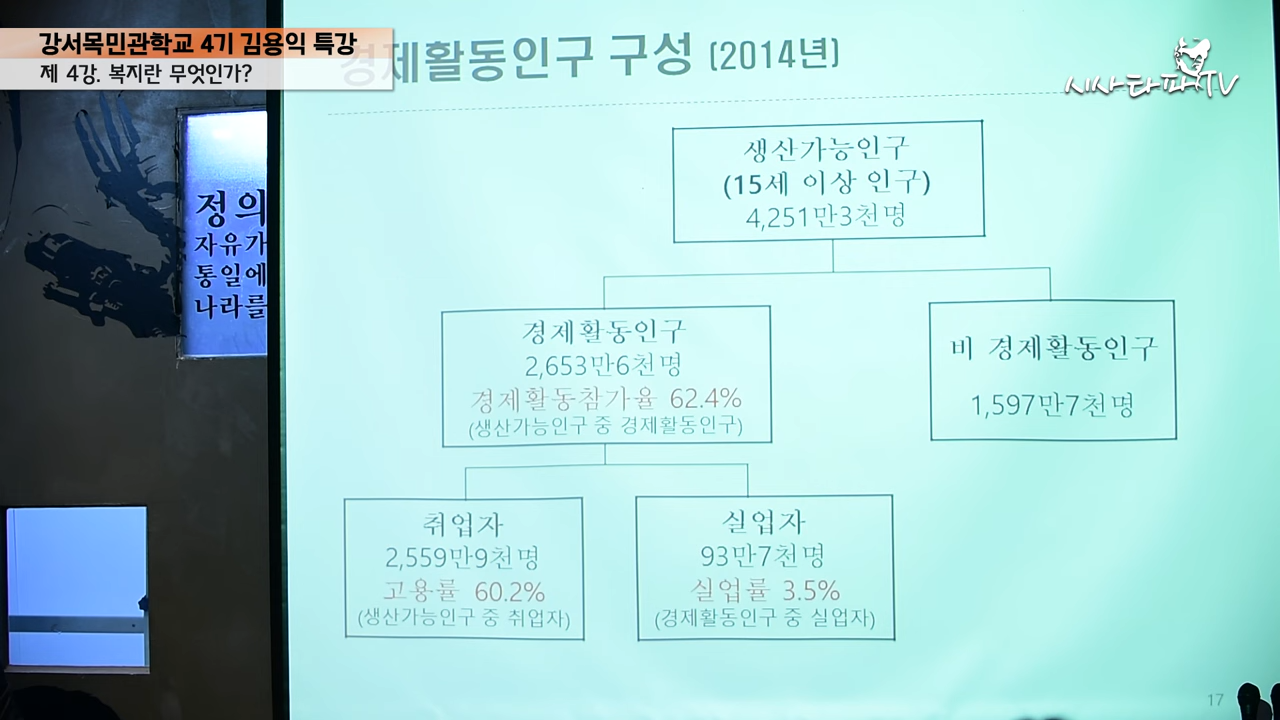 강서목민관학교 4기 김용익 특강
제 4강. 복지란 무엇인가?
경제활동인구 구성 (2014년)
시사타파TV
정의
자유가
통일에
나라를
생산가능인구
(15세 이상 인구)
4,251만3천명
경제활동인구
2,653만6천명
경제활동참가율 62.4%
(생산가능인구 중 경제활동인구)
비 경제활동인구
1,597만7천명
취업자
2,559만9천명
고용률 60.2%
(생산가능인구 중 취업자)
실업자
93만7천명
실업률 3.5%
(경제활동인구 중 실업자)
17